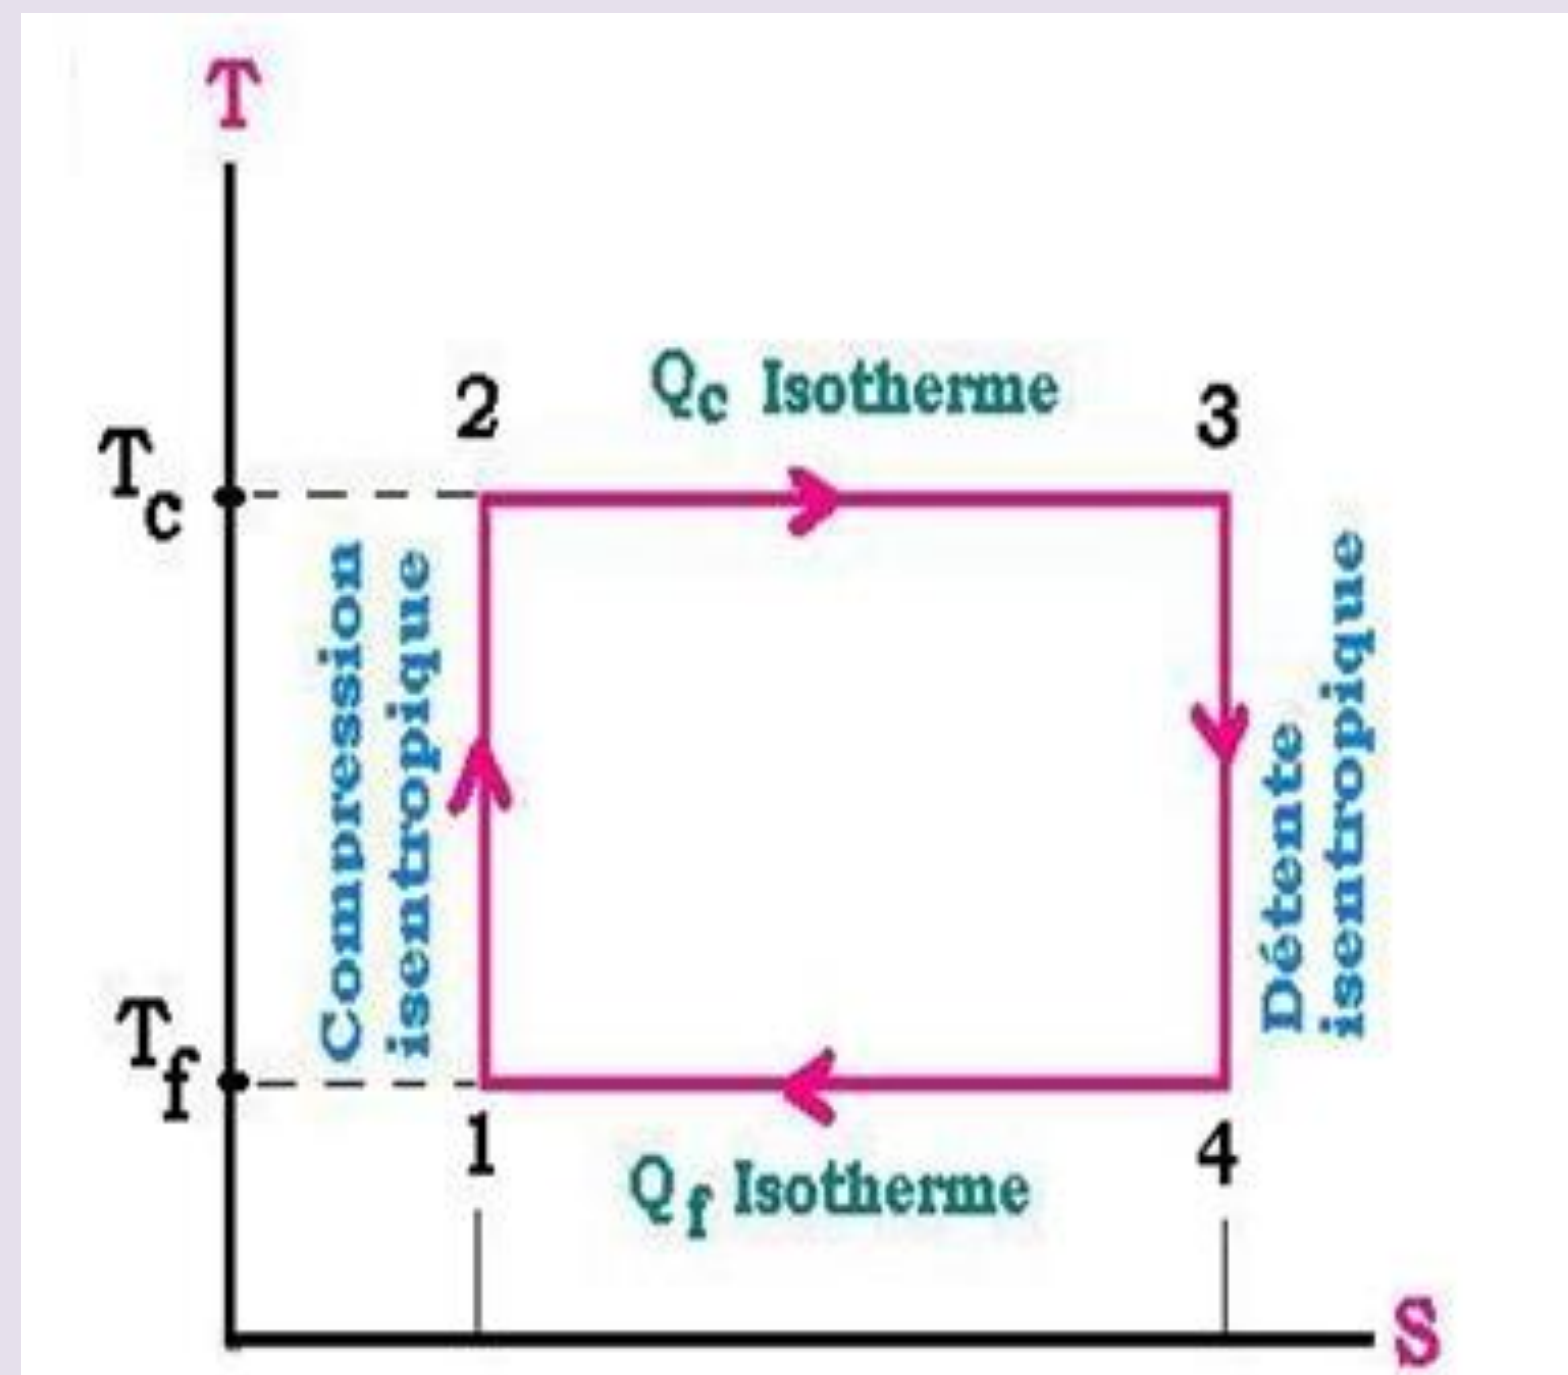 T
2
Qc Isotherme
3
Tc
Compression
isentropique
Détente
isentropique
Tf
1
4
Qf Isotherme
S